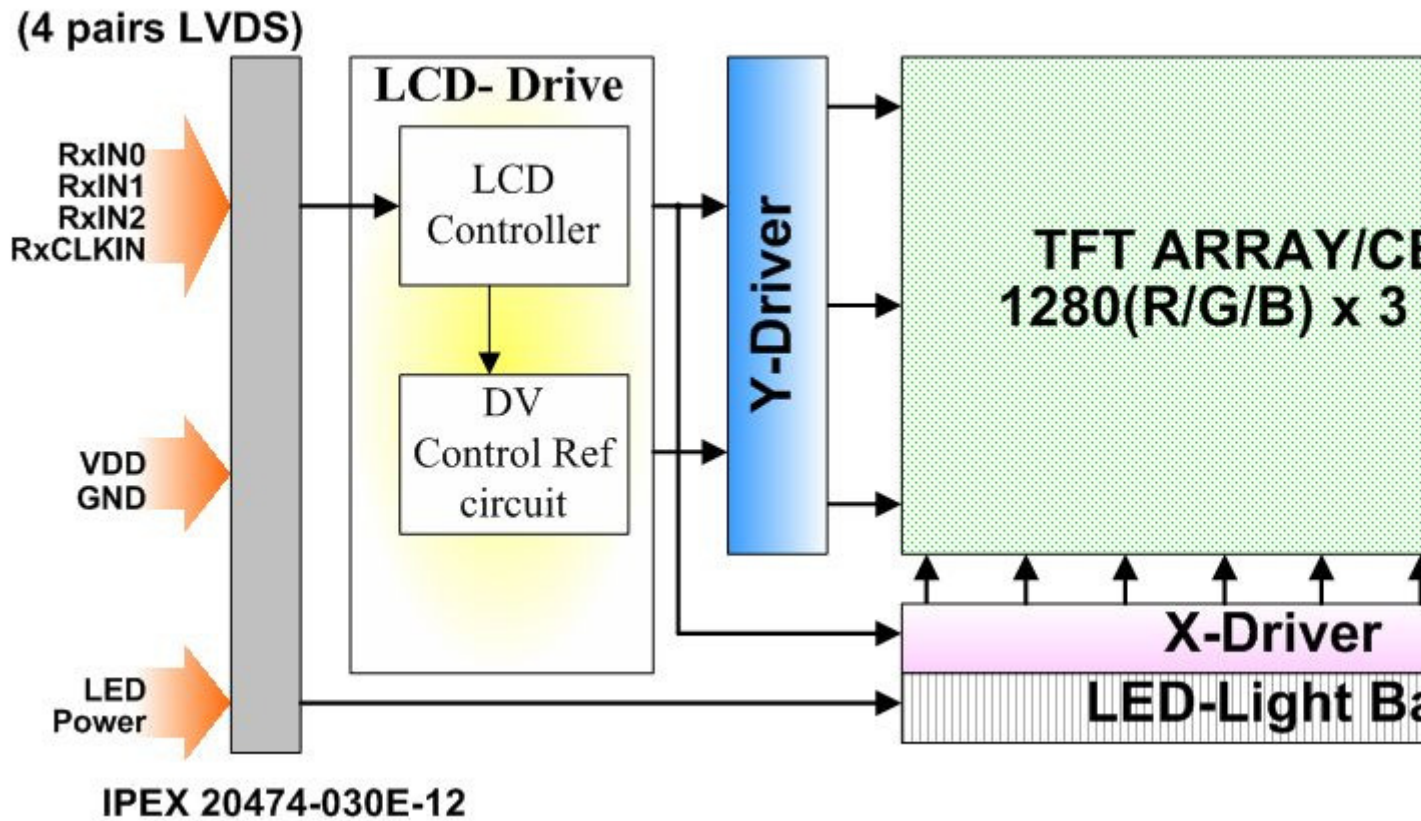 (4 pairs LVDS)
LCD- Drive
RxIN0
RxIN1
RxIN2
RxCLKIN
LCD
Controller
Y-Driver
TFT ARRAY/CE
1280(R/G/B) x 3
DV
Control Ref
circuit
VDD
GND
X-Driver
LED
Power
LED-Light Ba
IPEX 20474-030E-12